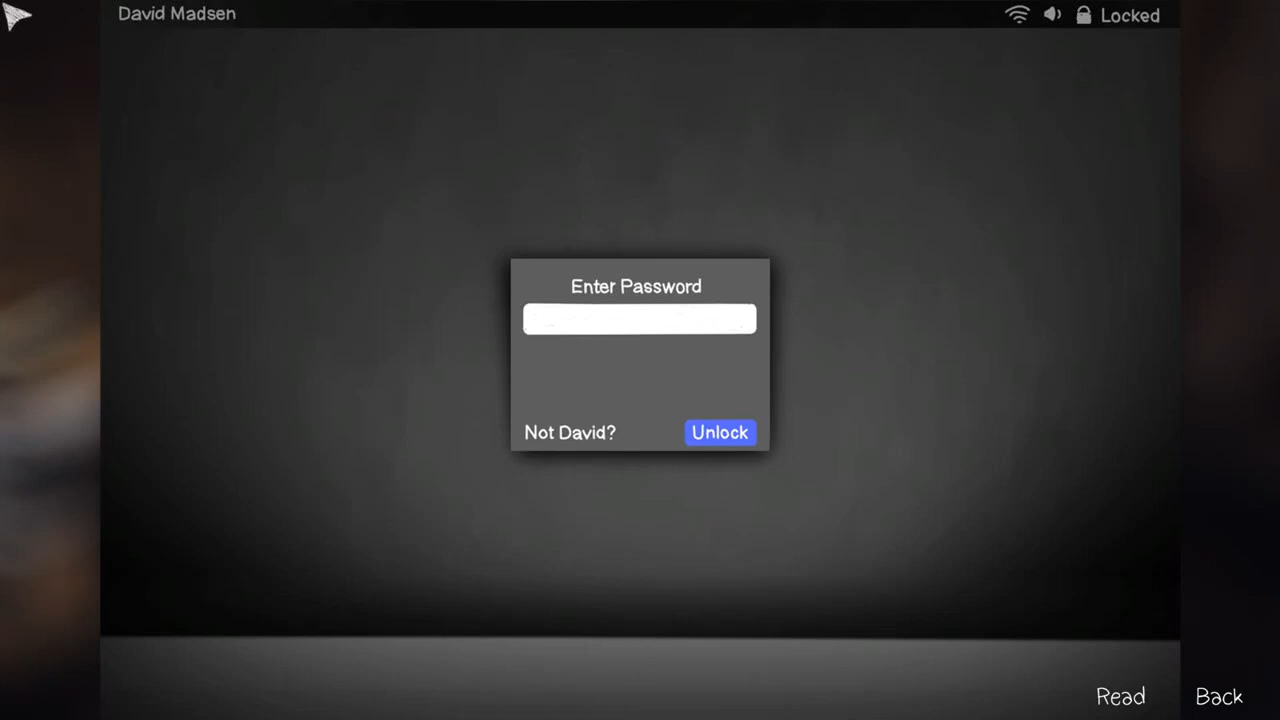 David Madsen
Locked
Enter Password
Not David?
Unlock
Read
Back